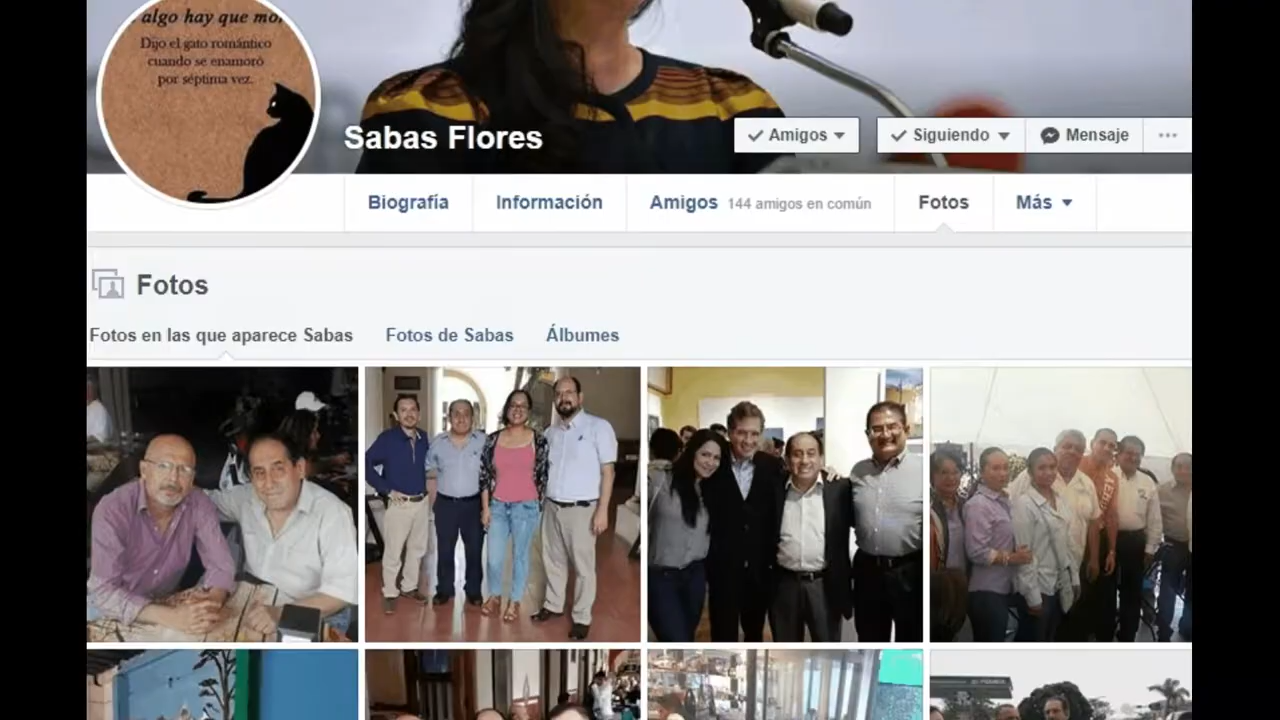 algo hay que mo
Dijo el gato romántico
cuando se enamoró
por séptima vez.
Sabas Flores
Amigos
Siguiendo
Mensaje
Biografía
Información
Amigos 144 amigos en común
Fotos
Más
Fotos
Fotos en las que aparece Sabas
Fotos de Sabas
Álbumes